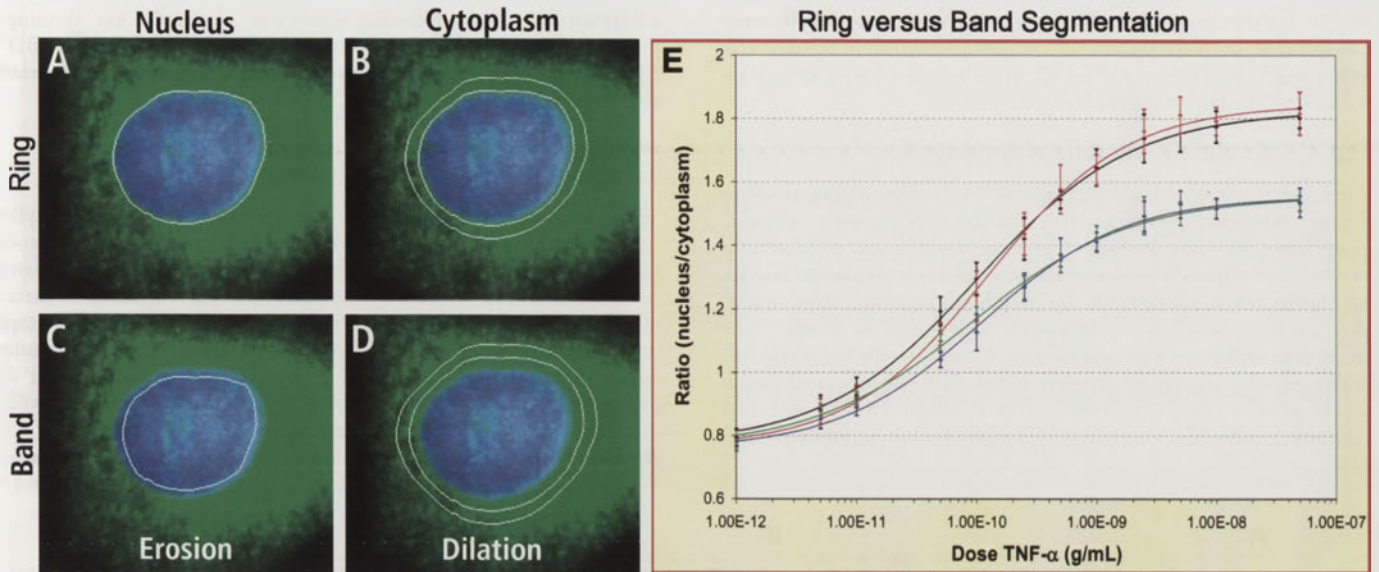 Nucleus
Cytoplasm
Ring versus Band Segmentation
Ring
A
B
Band
C
Erosion
D
Dilation
E
Ratio (nucleus/cytoplasm)
2
1.8
1.6
1.4
1.2
1
0.8
0.6
1.00E-12
1.00E-11
1.00E-10
1.00E-09
1.00E-08
1.00E-07
Dose TNF-α (g/mL)